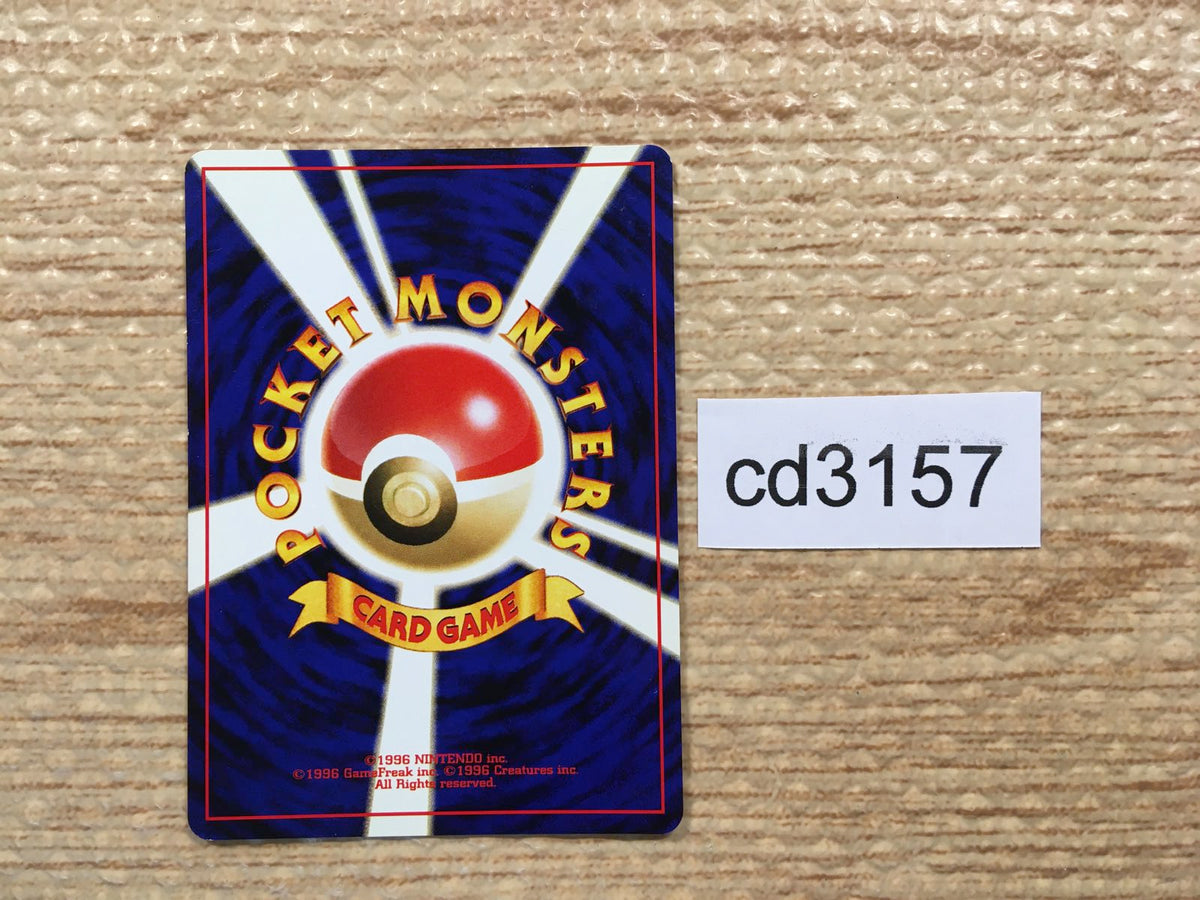 POCKET MONSTERS
CARD GAME
©1996 NINTENDO inc.
©1996 GameFreak inc. ©1996 Creatures inc.
All Rights reserved.
cd3157